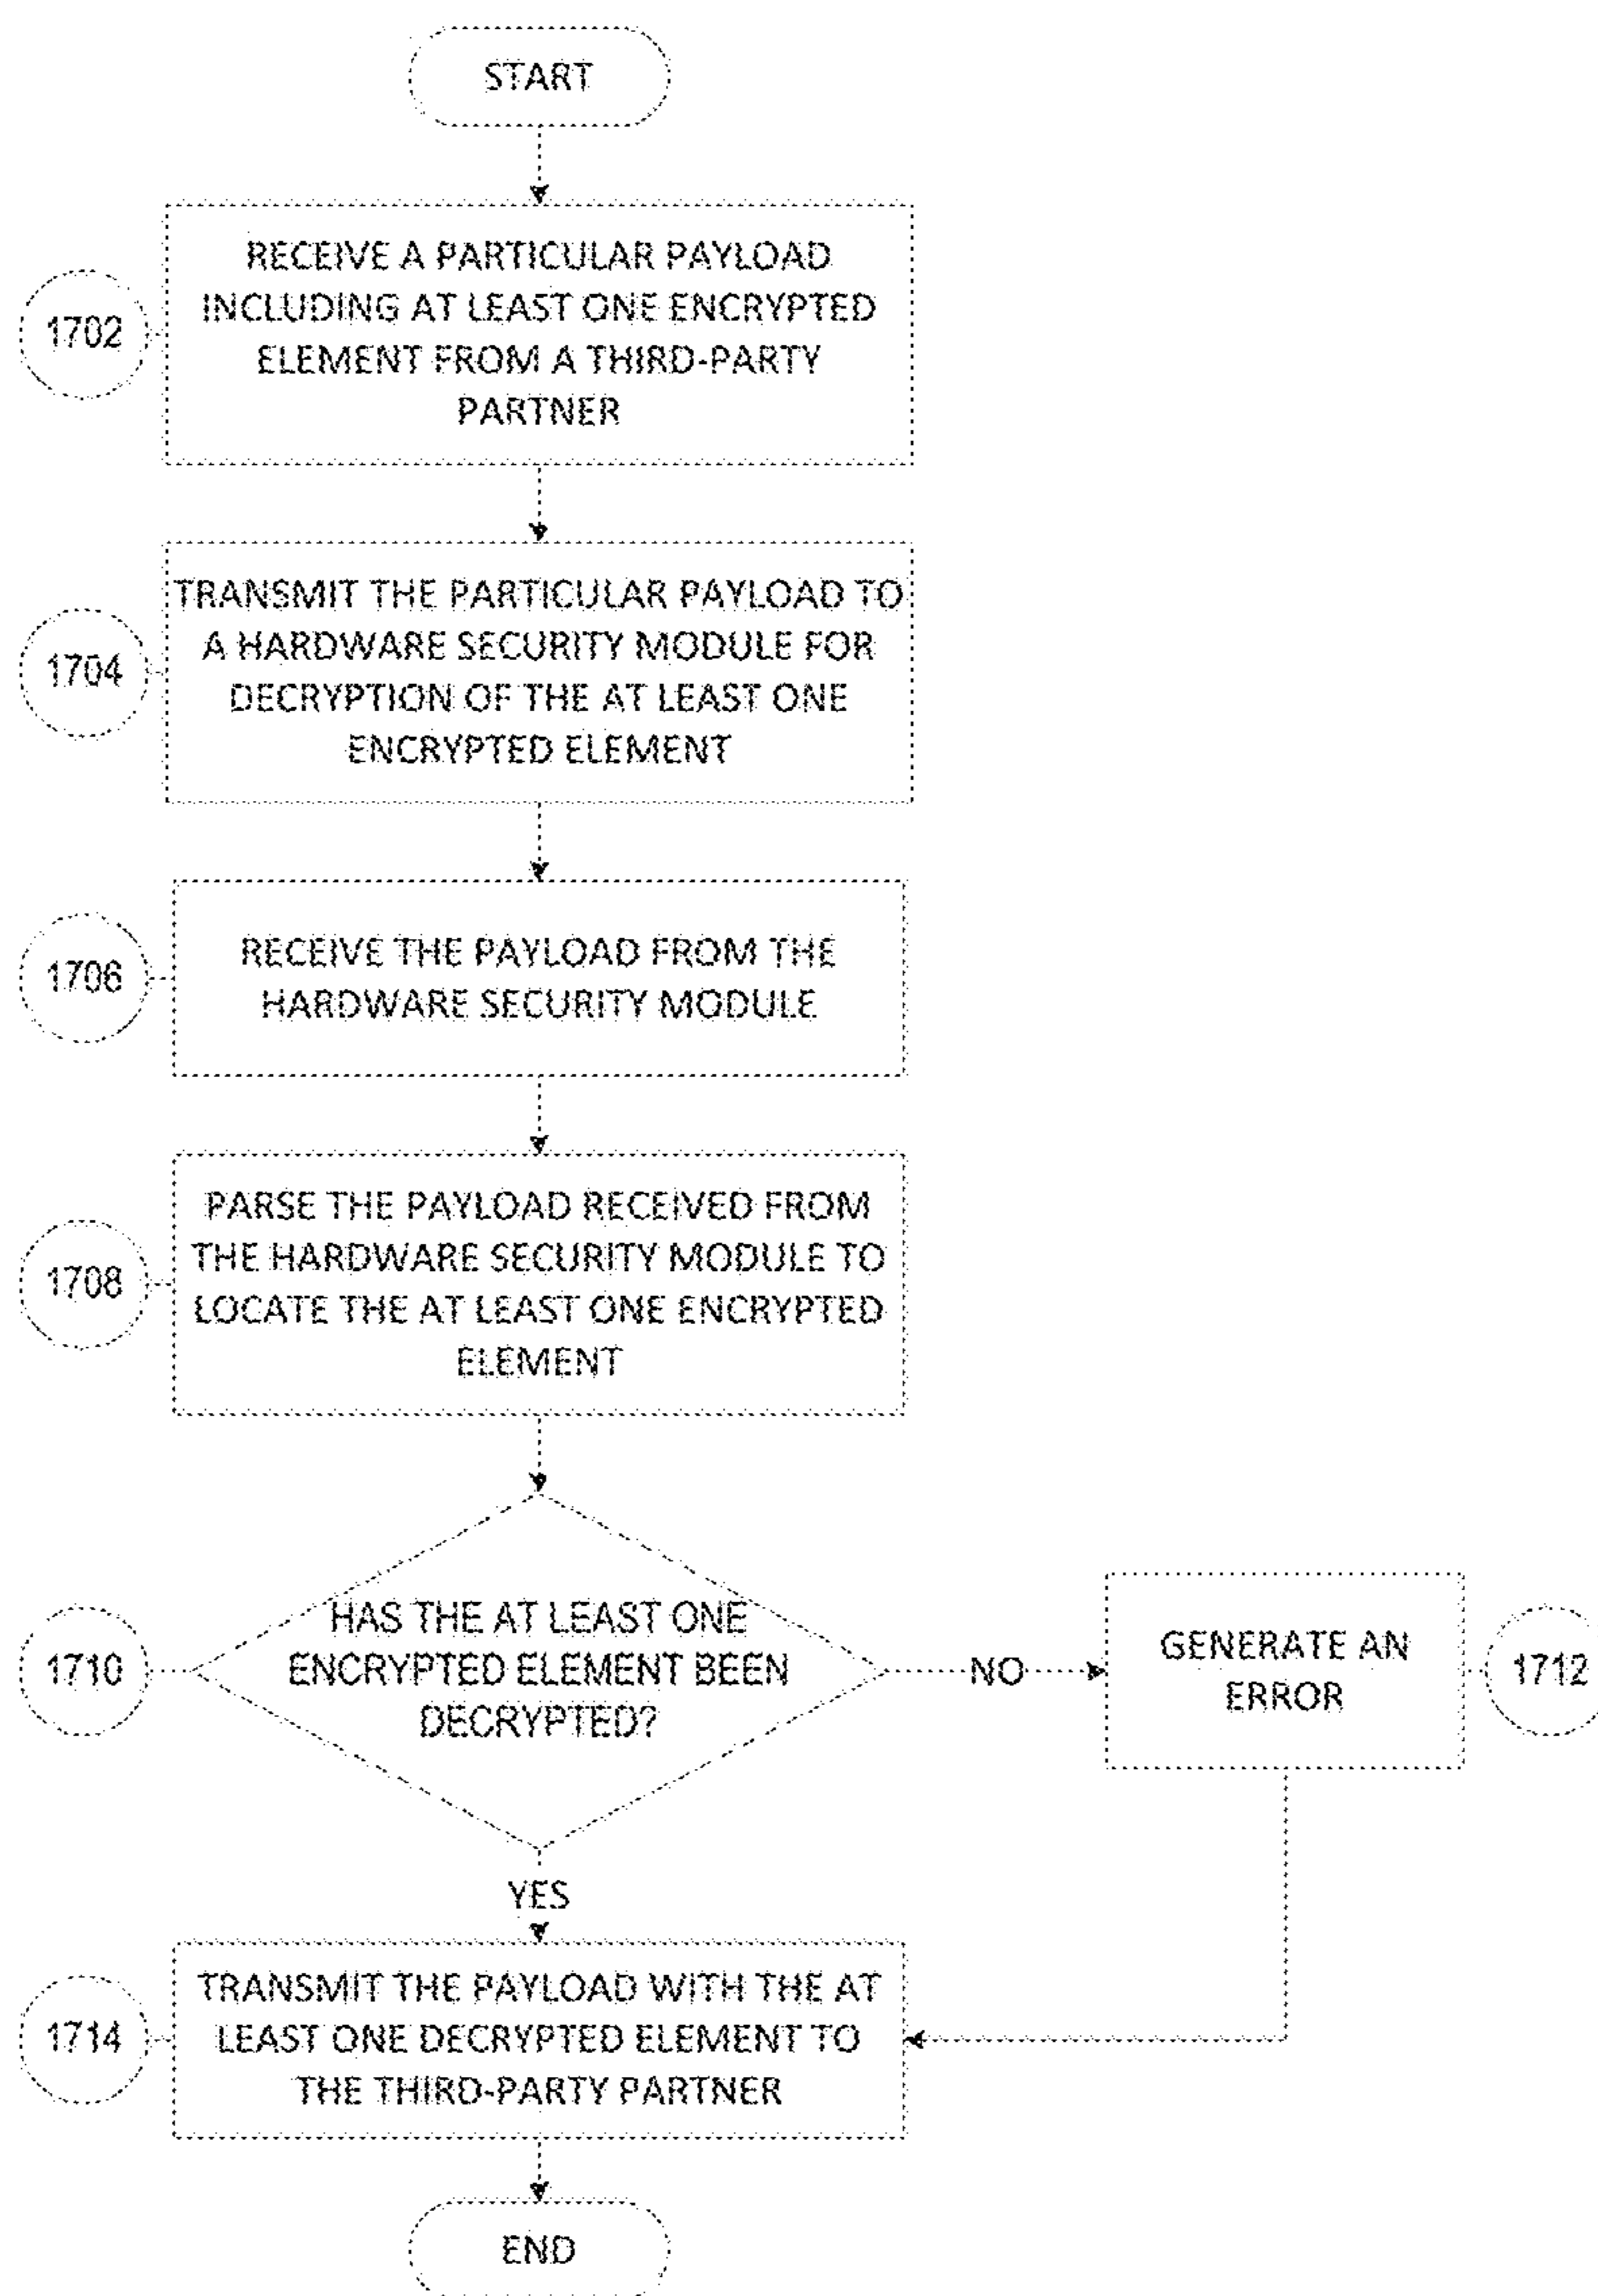 START
RECEIVE A PARTICULAR PAYLOAD
INCLUDING AT LEAST ONE ENCRYPTED
ELEMENT FROM A THIRD-PARTY
PARTNER
1702
TRANSMIT THE PARTICULAR PAYLOAD TO
A HARDWARE SECURITY MODULE FOR
DECRYPTION OF THE AT LEAST ONE
ENCRYPTED ELEMENT
1704
RECEIVE THE PAYLOAD FROM THE
HARDWARE SECURITY MODULE
1706
PARSE THE PAYLOAD RECEIVED FROM
THE HARDWARE SECURITY MODULE TO
LOCATE THE AT LEAST ONE ENCRYPTED
ELEMENT
1708
HAS THE AT LEAST ONE
ENCRYPTED ELEMENT BEEN
DECRYPTED?
1710
NO
GENERATE AN
ERROR
1712
YES
TRANSMIT THE PAYLOAD WITH THE AT
LEAST ONE DECRYPTED ELEMENT TO
THE THIRD-PARTY PARTNER
1714
END